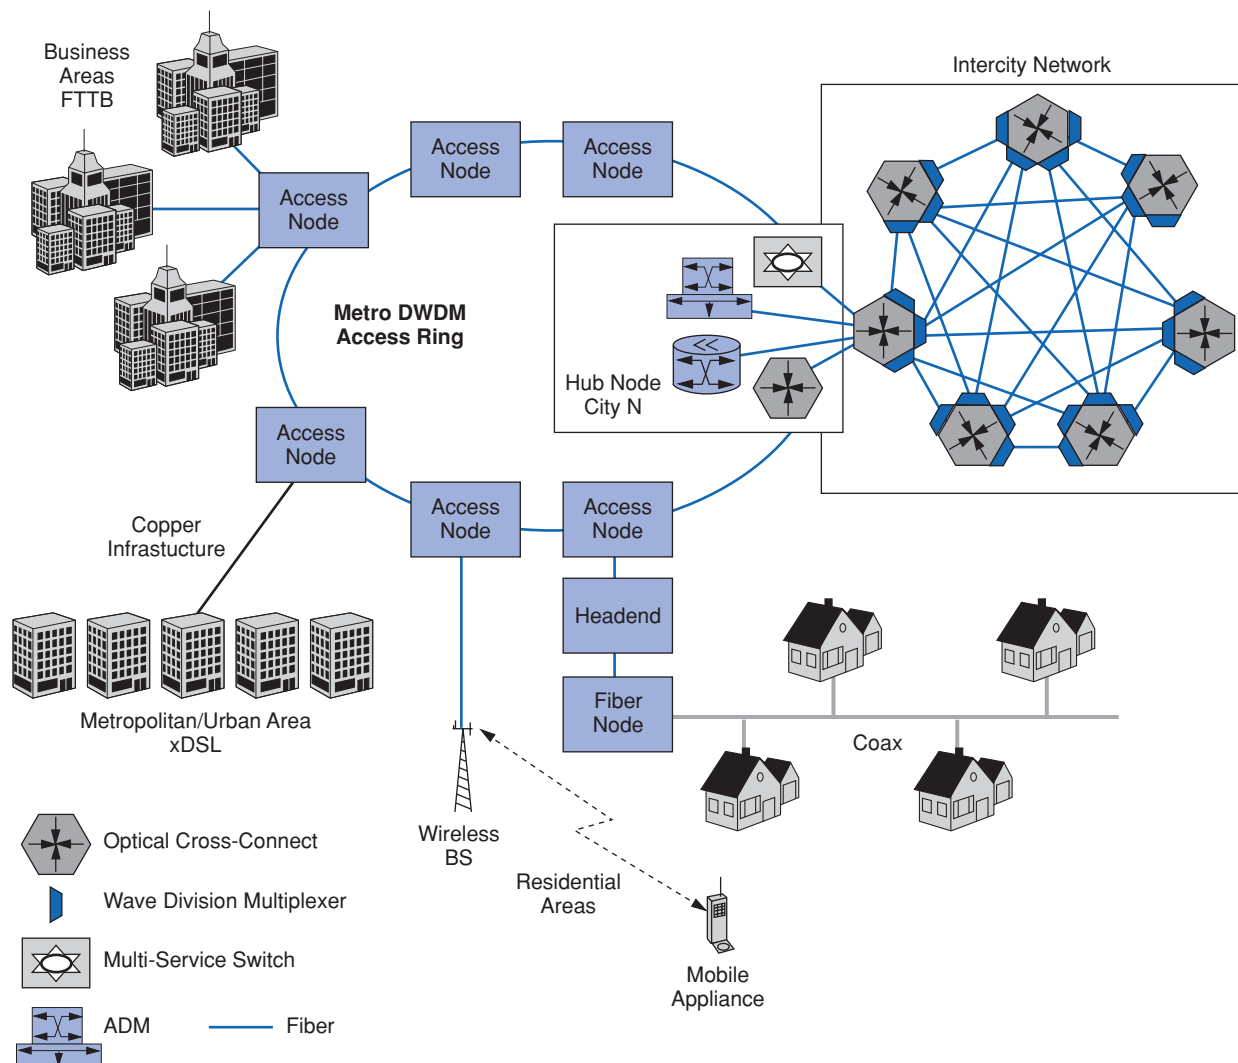 Business
Areas
FTTB
Intercity Network
Access
Node
Access
Node
Access
Node
Metro DWDM
Access Ring
Hub Node
City N
Access
Node
Access
Node
Access
Node
Copper
Infrastucture
Headend
Fiber
Node
Metropolitan/Urban Area
xDSL
Coax
Wireless
BS
Residential
Areas
Mobile
Appliance
Optical Cross-Connect
Wave Division Multiplexer
Multi-Service Switch
ADM
Fiber